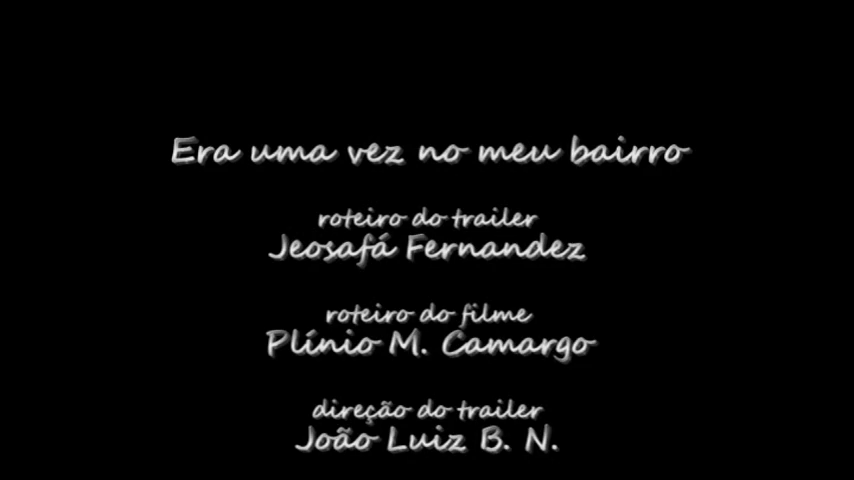 Era uma vez no meu bairro
roteiro do trailer
Jeosafá Fernandez
roteiro do filme
Plínio M. Camargo
direção do trailer
João Luiz B. N.